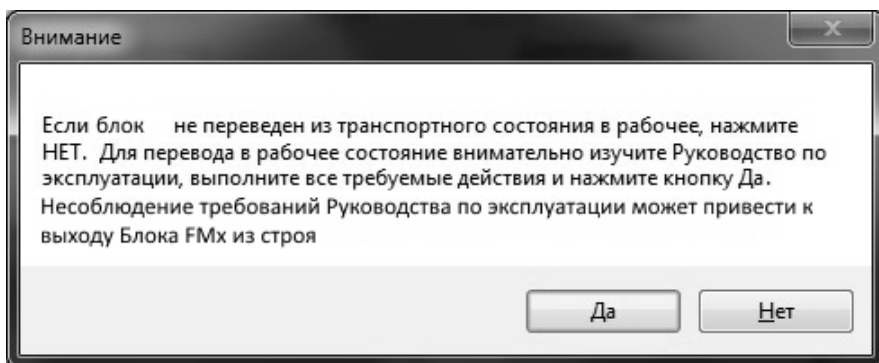 Внимание
Если блок не переведен из транспортного состояния в рабочее, нажмите
НЕТ. Для перевода в рабочее состояние внимательно изучите Руководство по
эксплуатации, выполните все требуемые действия и нажмите кнопку Да.
Несоблюдение требований Руководства по эксплуатации может привести к
выходу Блока FMx из строя
Да
Нет